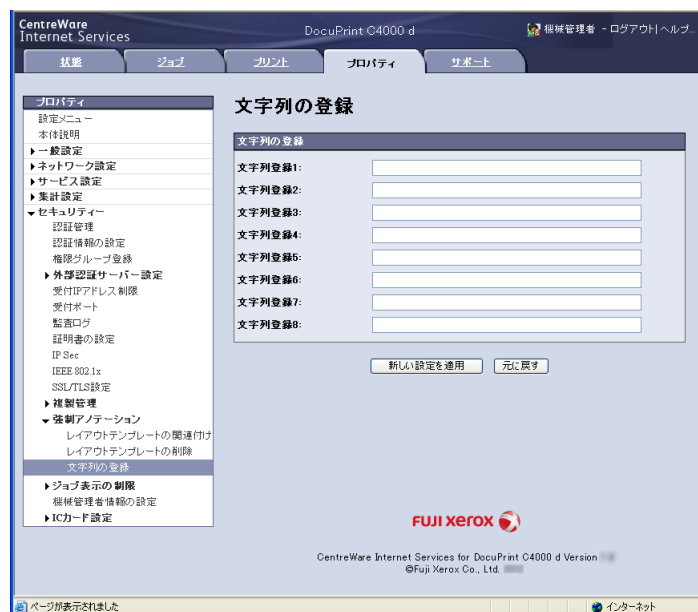 CentreWare
Internet Services
DocuPrint C4000 d
機械管理者 - ログアウト|ヘルプ...
状態
ジョブ
プリント
プロパティ
サポート
プロパティ
設定メニュー
本体説明
一般設定
ネットワーク設定
サービス設定
集計設定
セキュリティー
認証管理
認証情報の設定
権限グループ登録
外部認証サーバー設定
受付IPアドレス制限
受付ポート
監査ログ
証明書の設定
IP Sec
IEEE 802.1x
SSL/TLS設定
複製管理
強制アノテーション
レイアウトテンプレートの関連付け
レイアウトテンプレートの削除
文字列の登録
ジョブ表示の制限
機械管理者情報の設定
ICカード設定
文字列の登録
文字列の登録
文字列登録1:
文字列登録2:
文字列登録3:
文字列登録4:
文字列登録5:
文字列登録6:
文字列登録7:
文字列登録8:
新しい設定を適用
元に戻す
FUJI XEROX
CentreWare Internet Services for DocuPrint C4000 d Version
©Fuji Xerox Co., Ltd.
ページが表示されました
インターネット